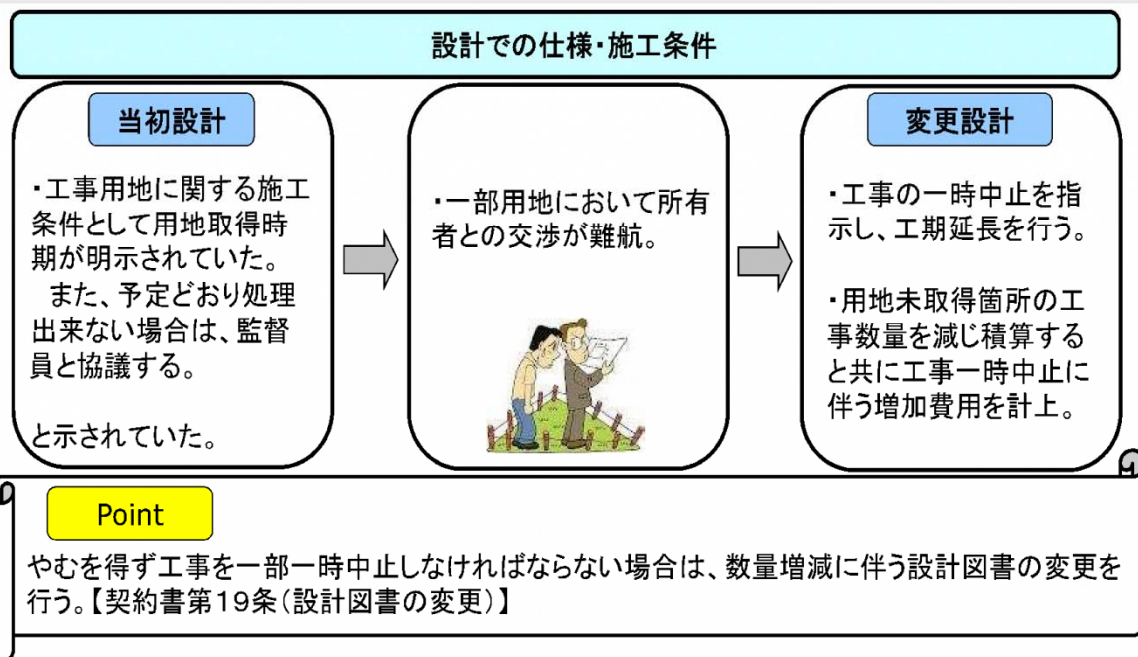 設計での仕様・施工条件
当初設計
・工事用地に関する施工
条件として用地取得時
期が明示されていた。
また、予定どおり処理
出来ない場合は、監督
員と協議する。
と示されていた。
・一部用地において所有
者との交渉が難航。
変更設計
・工事の一時中止を指
示し、工期延長を行う。
・用地未取得箇所の工
事数量を減じ積算する
と共に工事一時中止に
伴う増加費用を計上。
Point
やむを得ず工事を一部一時中止しなければならない場合は、数量増減に伴う設計図書の変更を
行う。【契約書第19条(設計図書の変更)】